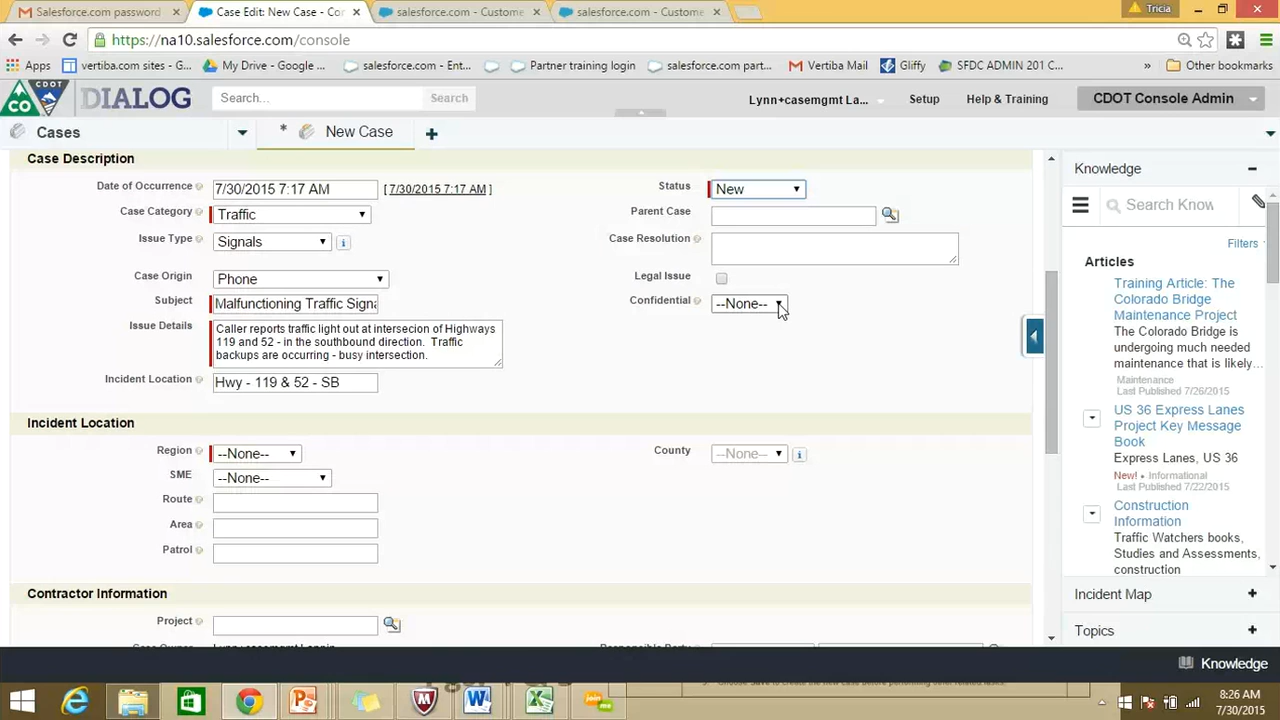 Salesforce.com password
Case Edit: New Case - Co
salesforce.com - Custome
salesforce.com - Custome
Tricia
https://na10.salesforce.com/console
Apps
vertiba.com sites - G...
My Drive - Google ...
salesforce.com - Ent...
Partner training login
salesforce.com part...
Vertiba Mail
Gliffy
SFDC ADMIN 201 C...
»
Other bookmarks
CO
CDOT
DIALOG
Search...
Search
Lynn+casemgmt La...
Setup
Help & Training
CDOT Console Admin
Cases
* New Case
Case Description
Date of Occurrence
7/30/2015 7:17 AM
[ 7/30/2015 7:17 AM ]
Status
New
Case Category
Traffic
Parent Case
Issue Type
Signals
Case Resolution
Case Origin
Phone
Legal Issue
Subject
Malfunctioning Traffic Signa
Confidential
--None--
Issue Details
Caller reports traffic light out at intersecion of Highways
119 and 52 - in the southbound direction. Traffic
backups are occurring - busy intersection.
Incident Location
Hwy - 119 & 52 - SB
Incident Location
Region
--None--
County
--None--
SME
--None--
Route
Area
Patrol
Contractor Information
Project
Knowledge
Search Know
Filters
Articles
Training Article: The
Colorado Bridge
Maintenance Project
The Colorado Bridge is
undergoing much needed
maintenance that is likely...
Maintenance
Last Published 7/26/2015
US 36 Express Lanes
Project Key Message
Book
Express Lanes, US 36
New! • Informational
Last Published 7/22/2015
Construction
Information
Traffic Watchers books,
Studies and Assessments,
construction
Incident Map
Topics
Knowledge
8:26 AM
7/30/2015